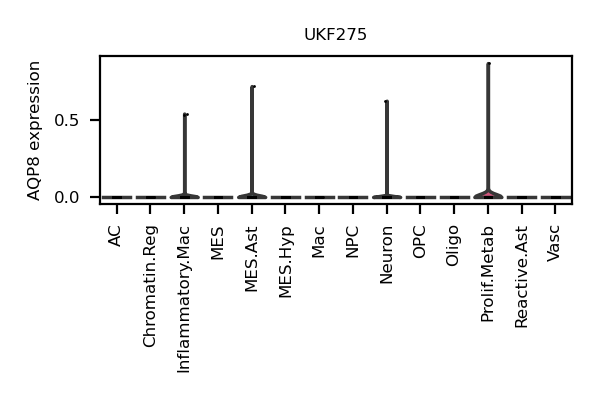 UKF275
AQP8 expression
0.5
0.0
AC
Chromatin.Reg
Inflammatory.Mac
MES
MES.Ast
MES.Hyp
Mac
NPC
Neuron
OPC
Oligo
Prolif.Metab
Reactive.Ast
Vasc